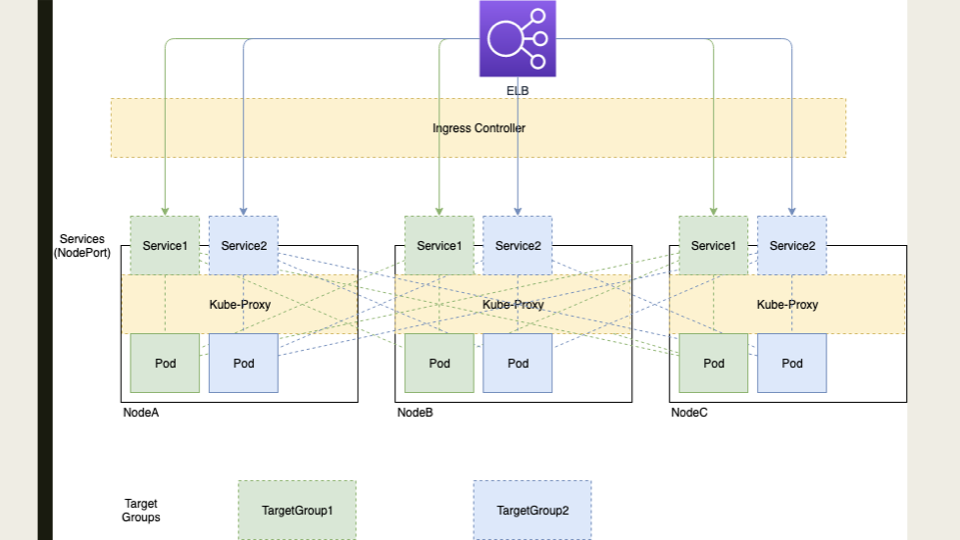 ELB
Ingress Controller
Services
(NodePort)
Service1
Service2
Service1
Service2
Service1
Service2
Kube-Proxy
Kube-Proxy
Kube-Proxy
Pod
Pod
Pod
Pod
Pod
Pod
NodeA
NodeB
NodeC
Target
Groups
TargetGroup1
TargetGroup2